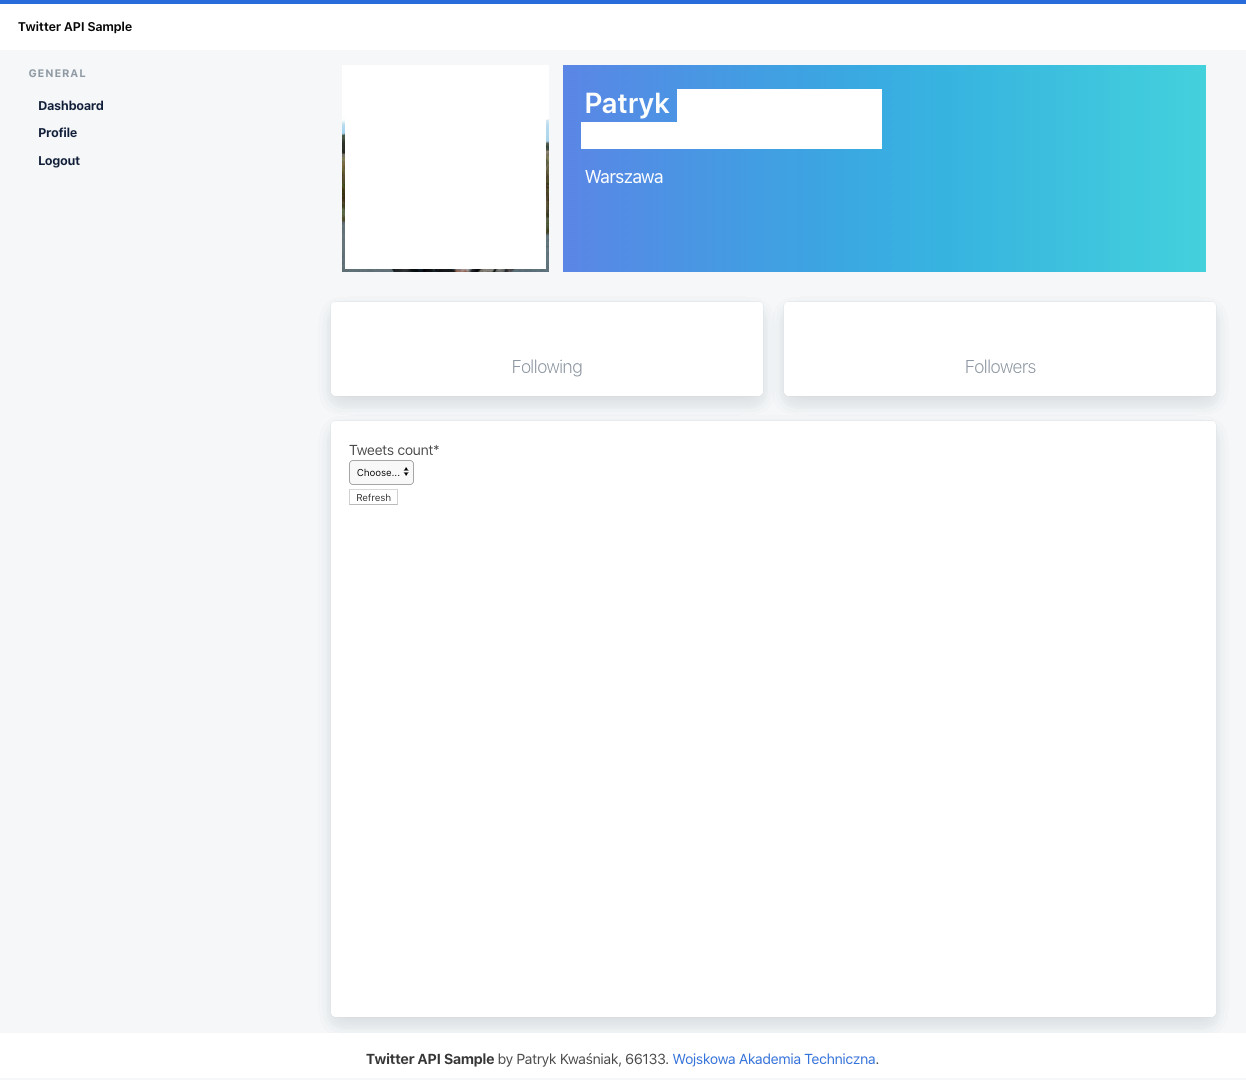 Twitter API Sample
GENERAL
Dashboard
Profile
Logout
Patryk
Warszawa
Following
Followers
Tweets count*
Choose...
Refresh
Twitter API Sample by Patryk Kwaśniak, 66133. Wojskowa Akademia Techniczna.